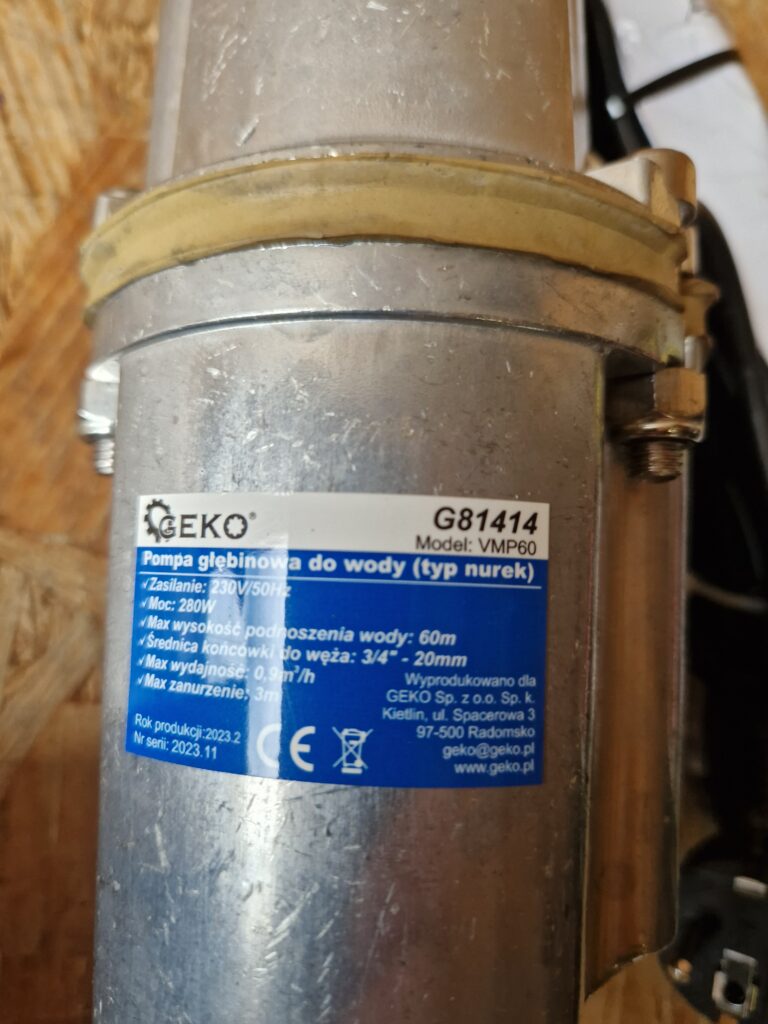 GEKO®
G81414
Model: VMP60
Pompa głębinowa do wody (typ nurek)
√Zasilanie: 230V/50Hz
√Moc: 280W
√Max wysokość podnoszenia wody: 60m
√Średnica końcówki do węża: 3/4" - 20mm
√Max wydajność: 0,9m³/h
√Max zanurzenie: 3m
Rok produkcji:2023.2
Nr serii: 2023.11
CE
Wyprodukowano dla
GEKO Sp. z o.o. Sp. k.
Kietlin, ul. Spacerowa 3
97-500 Radomsko
geko@geko.pl
www.geko.pl